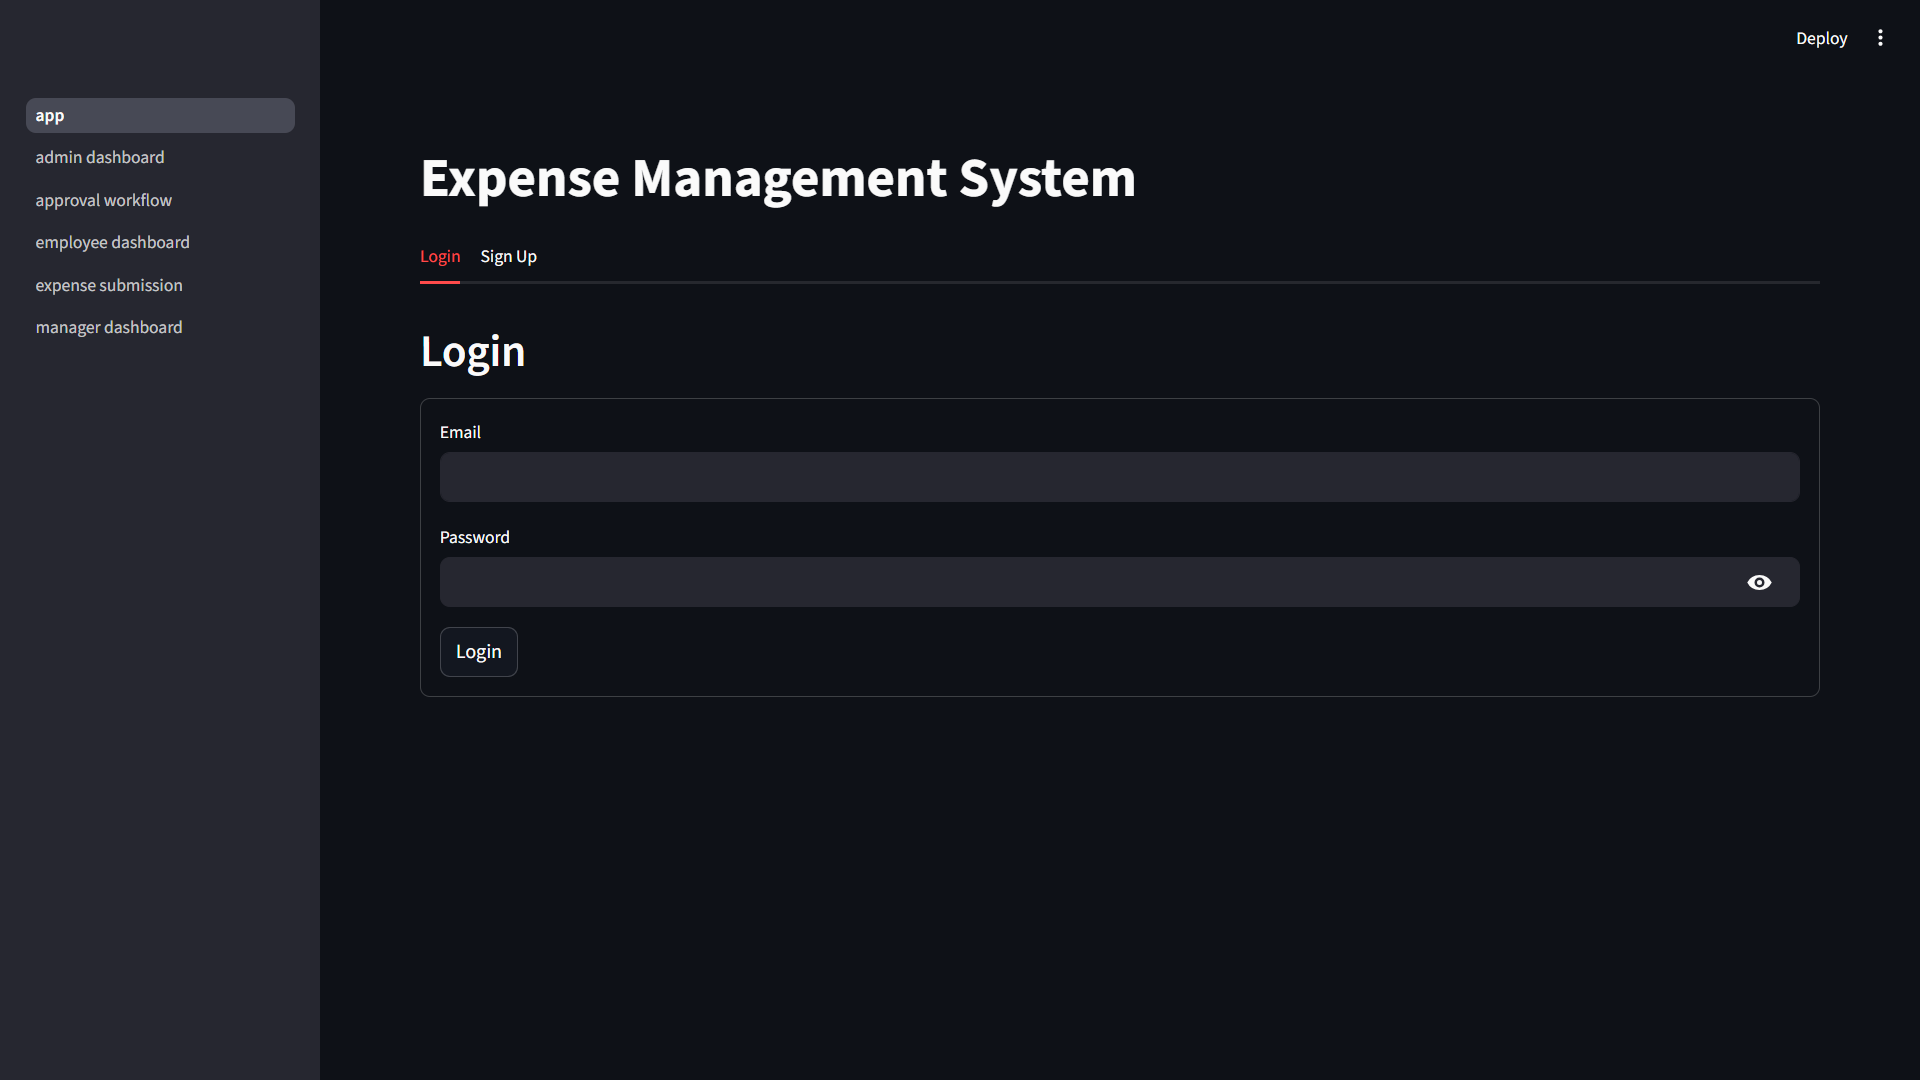 Deploy
app
admin dashboard
approval workflow
employee dashboard
expense submission
manager dashboard
Expense Management System
Login
Sign Up
Login
Email
Password
Login